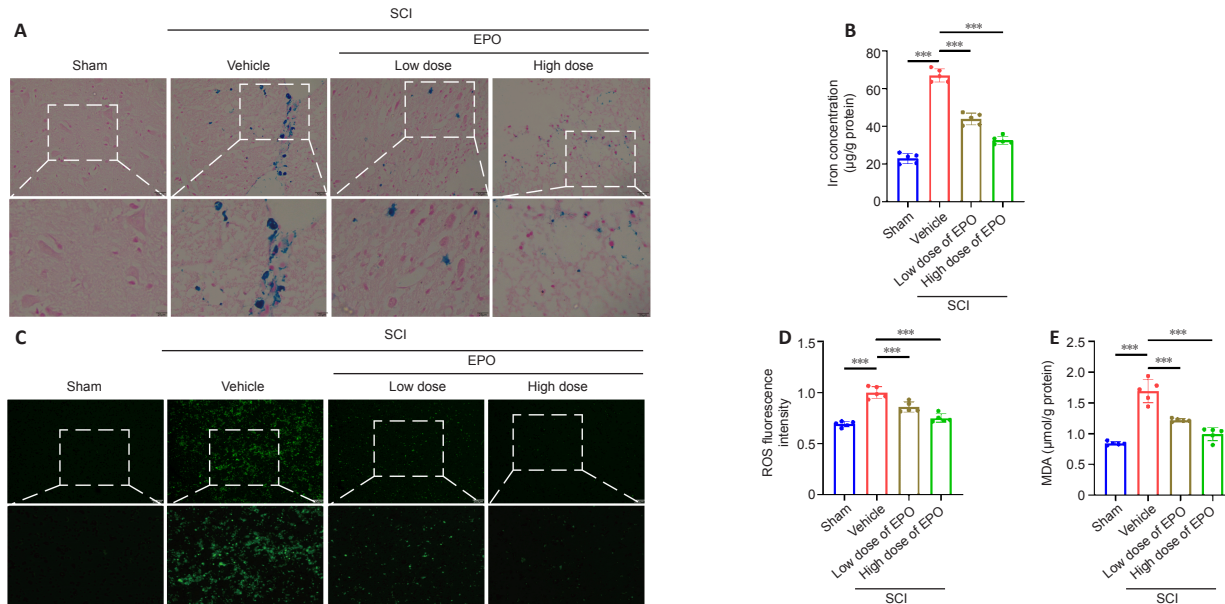 A
SCI
EPO
Sham
Vehicle
Low dose
High dose
B
***
***
***
80
60
40
20
0
Iron concentration
(µg/g protein)
Sham
Vehicle
Low dose of EPO
High dose of EPO
SCI
C
SCI
EPO
Sham
Vehicle
Low dose
High dose
D
***
***
***
1.5
1.0
0.5
0
ROS fluorescence
intensity
Sham
Vehicle
Low dose of EPO
High dose of EPO
SCI
E
***
***
***
2.5
2.0
1.5
1.0
0.5
0
MDA (µmol/g protein)
Sham
Vehicle
Low dose of EPO
High dose of EPO
SCI